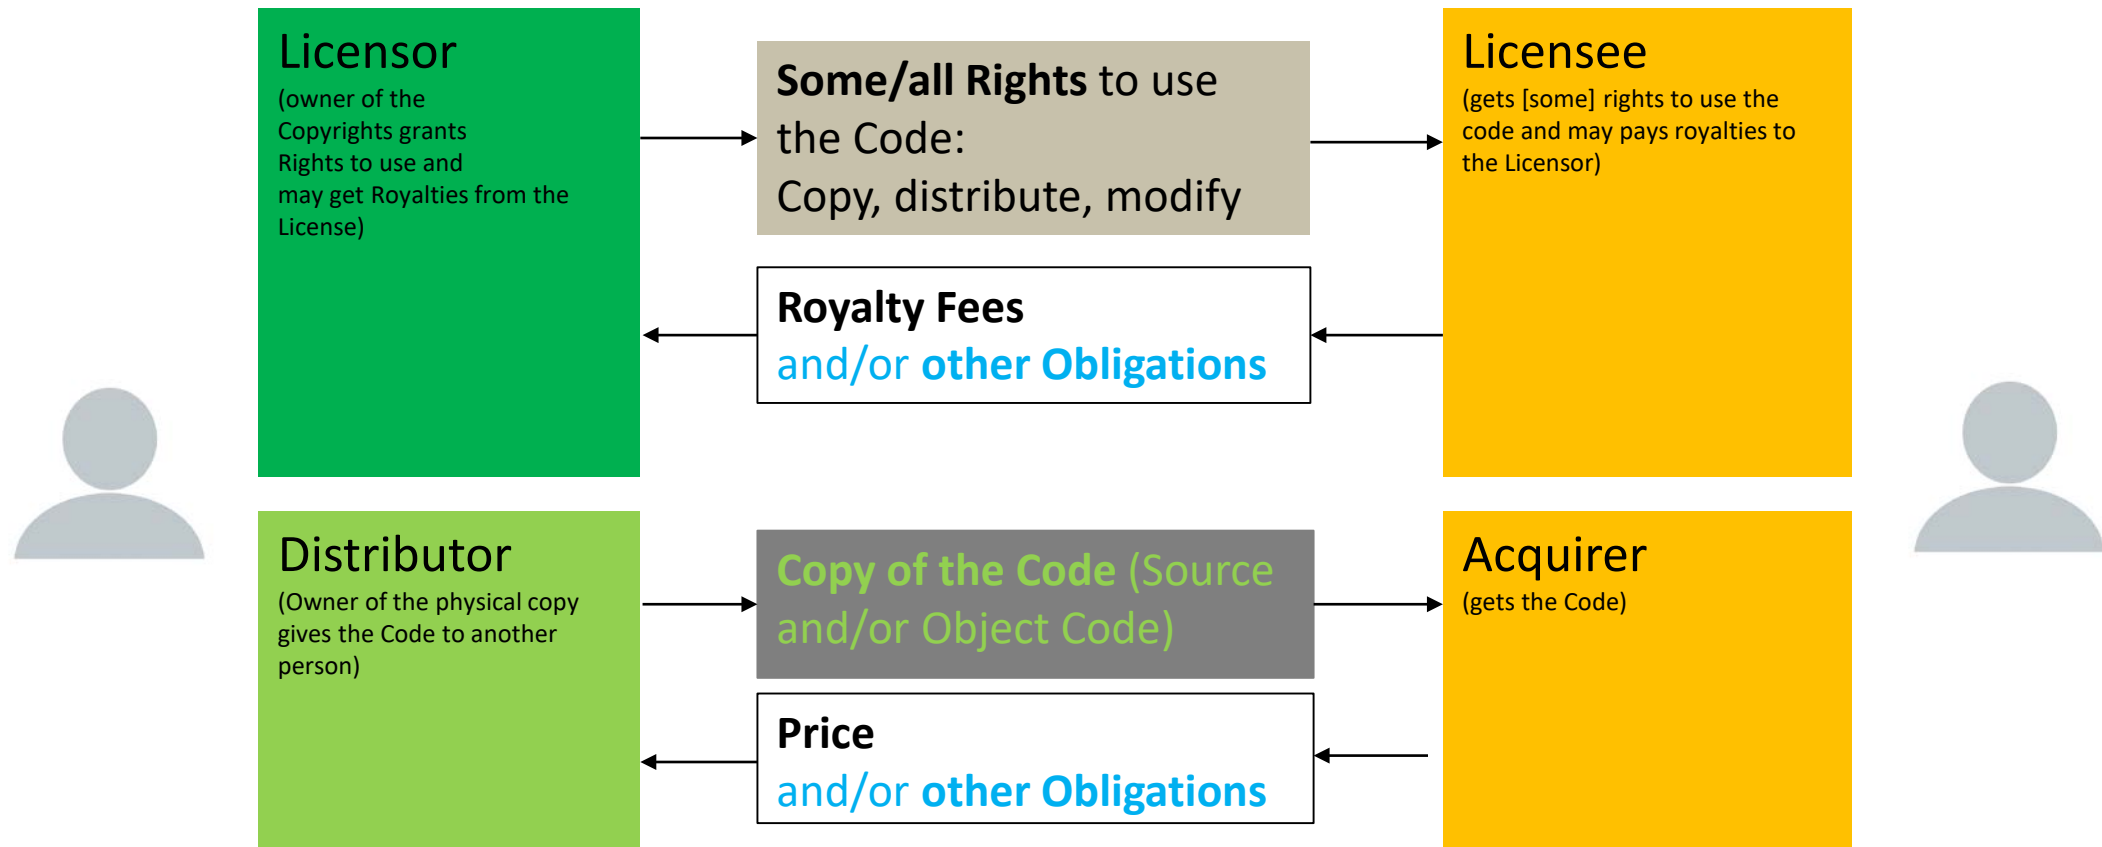 Licensor
(owner of the
Copyrights grants
Rights to use and
may get Royalties from the
License)
Some/all Rights to use
the Code:
Copy, distribute, modify
Licensee
(gets [some] rights to use the
code and may pays royalties to
the Licensor)
Royalty Fees
and/or other Obligations
Distributor
(Owner of the physical copy
gives the Code to another
person)
Copy of the Code (Source
and/or Object Code)
Acquirer
(gets the Code)
Price
and/or other Obligations